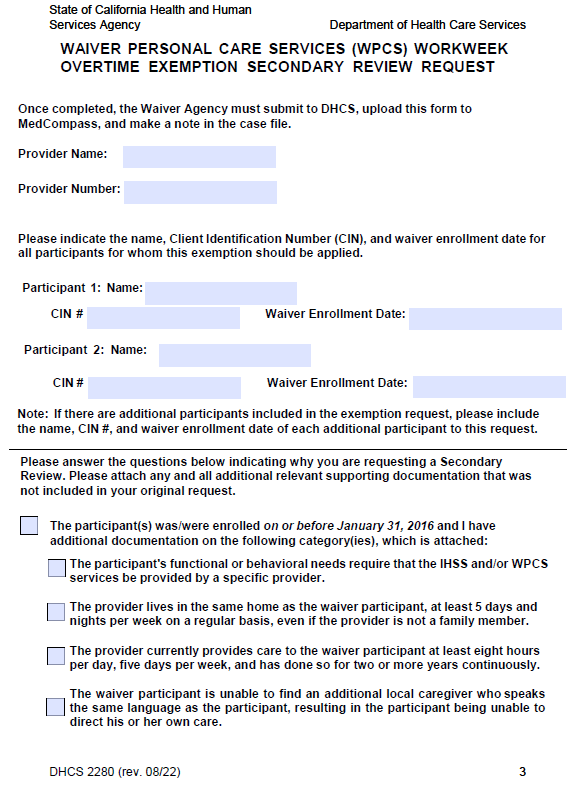 State of California Health and Human
Services Agency Department of Health Care Services
WAIVER PERSONAL CARE SERVICES (WPCS) WORKWEEK
OVERTIME EXEMPTION SECONDARY REVIEW REQUEST
Once completed, the Waiver Agency must submit to DHCS, upload this form to
MedCompass, and make a note in the case file.
Provider Name:
Provider Number:
Please indicate the name, Client Identification Number (CIN), and waiver enrollment date for
all participants for whom this exemption should be applied.
Participant 1: Name:
CIN # Waiver Enrollment Date:
Participant 2: Name:
CIN # Waiver Enrollment Date:
Note: If there are additional participants included in the exemption request, please include
the name, CIN #, and waiver enrollment date of each additional participant to this request.
Please answer the questions below indicating why you are requesting a Secondary
Review. Please attach any and all additional relevant supporting documentation that was
not included in your original request.
The participant(s) was/were enrolled on or before January 31, 2016 and I have
additional documentation on the following category(ies), which is attached:
The participant's functional or behavioral needs require that the IHSS and/or WPCS
services be provided by a specific provider.
The provider lives in the same home as the waiver participant, at least 5 days and
nights per week on a regular basis, even if the provider is not a family member.
The provider currently provides care to the waiver participant at least eight hours
per day, five days per week, and has done so for two or more years continuously.
The waiver participant is unable to find an additional local caregiver who speaks
the same language as the participant, resulting in the participant being unable to
direct his or her own care.
DHCS 2280 (rev. 08/22) 3